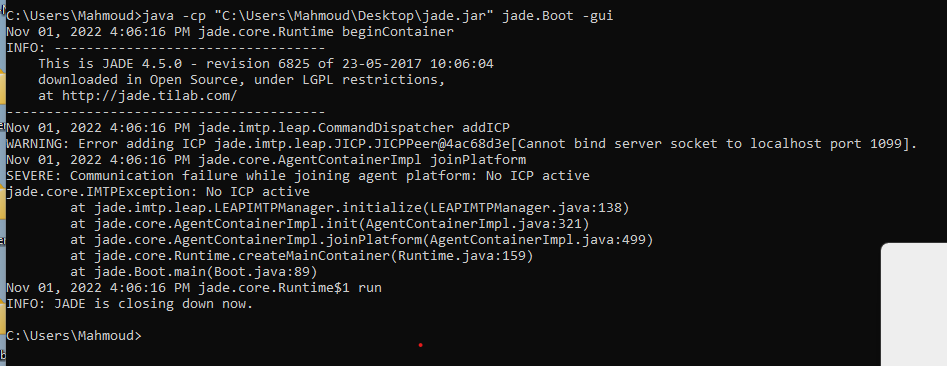 C:\Users\Mahmoud>java -cp "C:\Users\Mahmoud\Desktop\jade.jar" jade.Boot -gui
Nov 01, 2022 4:06:16 PM jade.core.Runtime beginContainer
INFO: ----------------------------------
    This is JADE 4.5.0 - revision 6825 of 23-05-2017 10:06:04
    downloaded in Open Source, under LGPL restrictions,
    at http://jade.tilab.com/
----------------------------------------
Nov 01, 2022 4:06:16 PM jade.imtp.leap.CommandDispatcher addICP
WARNING: Error adding ICP jade.imtp.leap.JICP.JICPPeer@4ac68d3e[Cannot bind server socket to localhost port 1099].
Nov 01, 2022 4:06:16 PM jade.core.AgentContainerImpl joinPlatform
SEVERE: Communication failure while joining agent platform: No ICP active
jade.core.IMTPException: No ICP active
        at jade.imtp.leap.LEAPIMTPManager.initialize(LEAPIMTPManager.java:138)
        at jade.core.AgentContainerImpl.init(AgentContainerImpl.java:321)
        at jade.core.AgentContainerImpl.joinPlatform(AgentContainerImpl.java:499)
        at jade.core.Runtime.createMainContainer(Runtime.java:159)
        at jade.Boot.main(Boot.java:89)
Nov 01, 2022 4:06:16 PM jade.core.Runtime$1 run
INFO: JADE is closing down now.
C:\Users\Mahmoud>